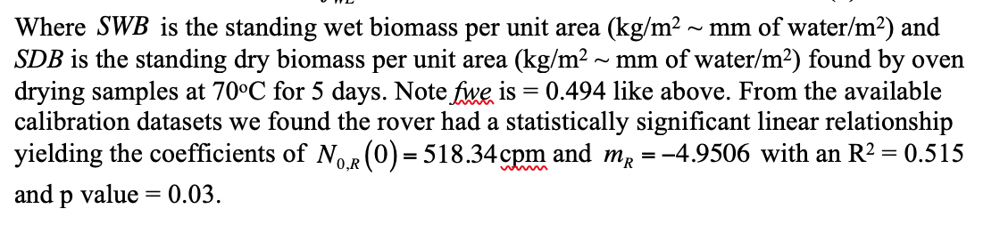 Where SWB is the standing wet biomass per unit area (kg/m² ~ mm of water/m²) and
SDB is the standing dry biomass per unit area (kg/m² ~ mm of water/m²) found by oven
drying samples at 70°C for 5 days. Note fwe is = 0.494 like above. From the available
calibration datasets we found the rover had a statistically significant linear relationship
yielding the coefficients of N₀,R(0) = 518.34cpm and mR = −4.9506 with an R² = 0.515
and p value = 0.03.